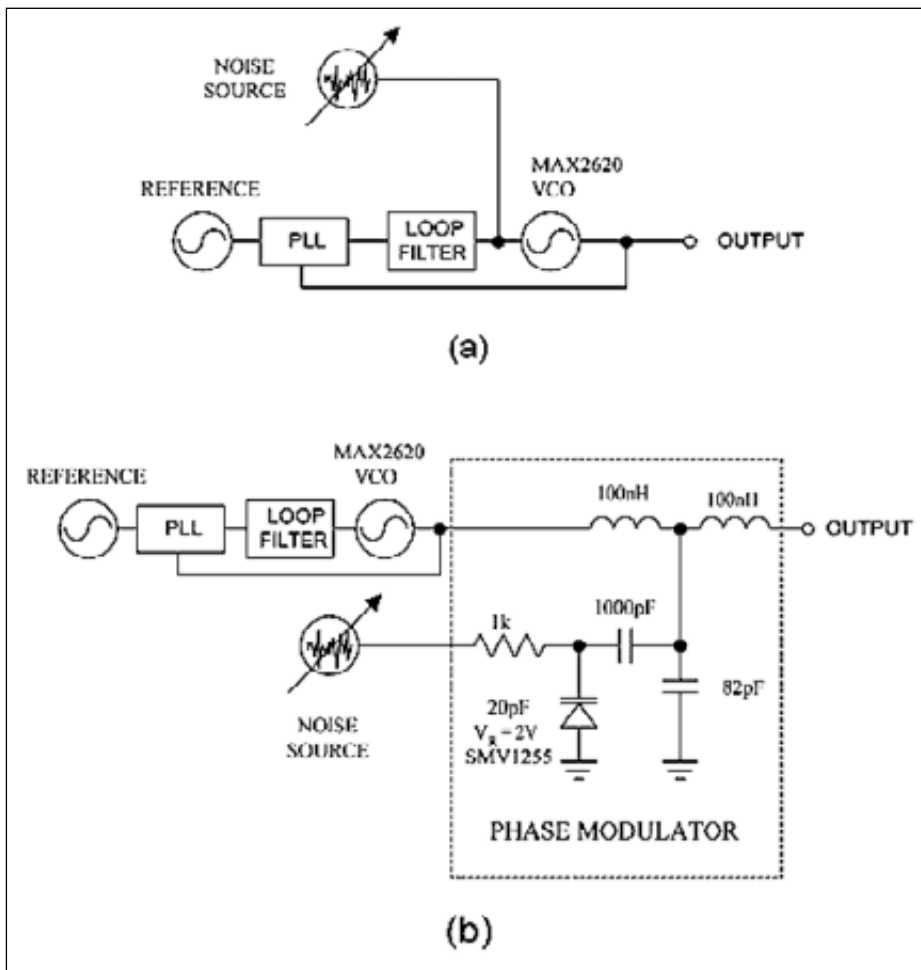 NOISE
SOURCE
MAX2620
VCO
REFERENCE
PLL
LOOP
FILTER
OUTPUT
(a)
MAX2620
VCO
REFERENCE
PLL
LOOP
FILTER
100nH
100nH
OUTPUT
1k
1000pF
82pF
20pF
V_R = 2V
SMV1255
NOISE
SOURCE
PHASE MODULATOR
(b)